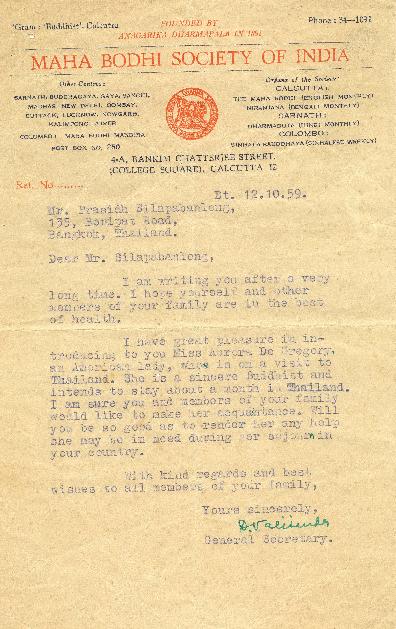 'Gram: "Buddhist", Calcutta
FOUNDED BY
ANAGARIKA DHARMAPALA IN 1891
Phone: 34—1092
MAHA BODHI SOCIETY OF INDIA
Other Centres:
SARNATH, BUDDHAGAYA, GAYA, SANCHI,
MADRAS, NEW DELHI, BOMBAY,
CUTTACK, LUCKNOW, NOWGARH,
KALIMPONG, AJMER
COLOMBO: MAHA BODHI MANDIRA
POST BOX NO. 250
Organs of the Society:
CALCUTTA:
THE MAHA BODHI (ENGLISH MONTHLY)
(BENGALI MONTHLY)
SARNATH:
DHARMADUTA (HINDI MONTHLY)
COLOMBO:
SINHALA BAUDDHAYA (SINHALESE WEEKLY)
4-A, BANKIM CHATTERJEE STREET,
(COLLEGE SQUARE), CALCUTTA 12
Ref. No..........
Dt. 12.10.59.
Mr. Prasidh Silapabanleng,
135, Boripat Road,
Bangkok, Thailand.
Dear Mr. Silapabanleng,
I am writing you after a very
long time. I hope yourself and other
members of your family are in the best
of health.
I have great pleasure in in-
troducing to you Miss Aurora De Gregory,
an American lady, who is on a visit to
Thailand. She is a sincere Buddhist and
intends to stay about a month in Thailand.
I am sure you and members of your family
would like to make her acquantance. Will
you be so good as to render her any help
she may be in need during her sojourn in
your country.
With kind regards and best
wishes to all members of your family,
Yours sincerely,
D. Valisinha
General Secretary.